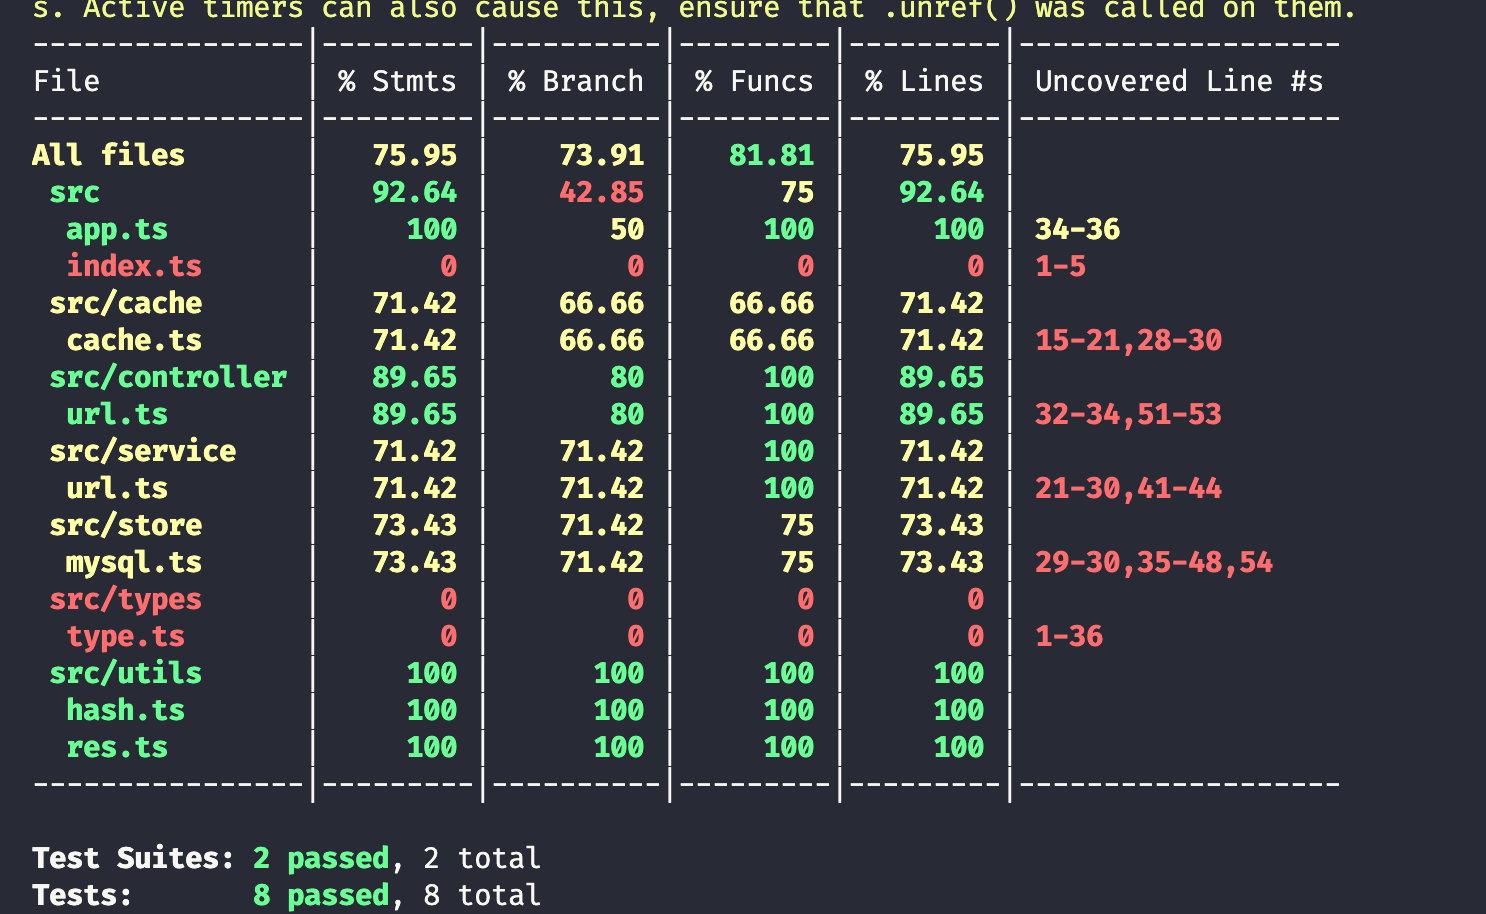 s. Active timers can also cause this, ensure that .unref() was called on them.
----------------|---------|----------|---------|---------|-------------------
File            | % Stmts | % Branch | % Funcs | % Lines | Uncovered Line #s
----------------|---------|----------|---------|---------|-------------------
All files       |   75.95 |    73.91 |   81.81 |   75.95 |
 src            |   92.64 |    42.85 |      75 |   92.64 |
  app.ts        |     100 |       50 |     100 |     100 | 34-36
  index.ts      |       0 |        0 |       0 |       0 | 1-5
 src/cache      |   71.42 |    66.66 |   66.66 |   71.42 |
  cache.ts      |   71.42 |    66.66 |   66.66 |   71.42 | 15-21,28-30
 src/controller |   89.65 |       80 |     100 |   89.65 |
  url.ts        |   89.65 |       80 |     100 |   89.65 | 32-34,51-53
 src/service    |   71.42 |    71.42 |     100 |   71.42 |
  url.ts        |   71.42 |    71.42 |     100 |   71.42 | 21-30,41-44
 src/store      |   73.43 |    71.42 |      75 |   73.43 |
  mysql.ts      |   73.43 |    71.42 |      75 |   73.43 | 29-30,35-48,54
 src/types      |       0 |        0 |       0 |       0 |
  type.ts       |       0 |        0 |       0 |       0 | 1-36
 src/utils      |     100 |      100 |     100 |     100 |
  hash.ts       |     100 |      100 |     100 |     100 |
  res.ts        |     100 |      100 |     100 |     100 |
----------------|---------|----------|---------|---------|-------------------
Test Suites: 2 passed, 2 total
Tests:       8 passed, 8 total